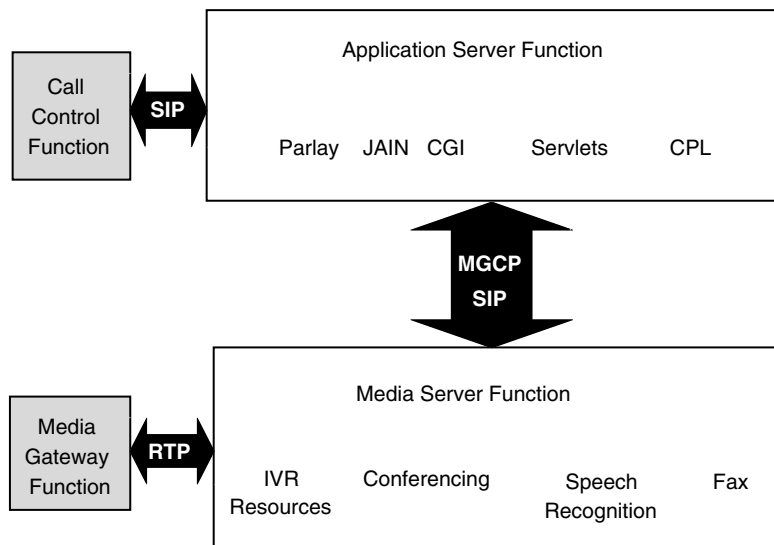 Application Server Function
Call
Control
Function
SIP
Parlay JAIN CGI Servlets CPL
MGCP
SIP
Media Server Function
Media
Gateway
Function
RTP
IVR
Resources
Conferencing
Speech
Recognition
Fax